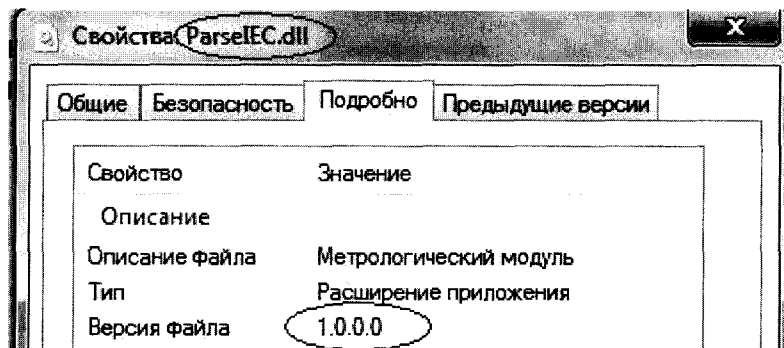 Свойства: ParseIEC.dll
Общие Безопасность Подробно Предыдущие версии
Свойство Значение
Описание
Описание файла Метрологический модуль
Тип Расширение приложения
Версия файла 1.0.0.0